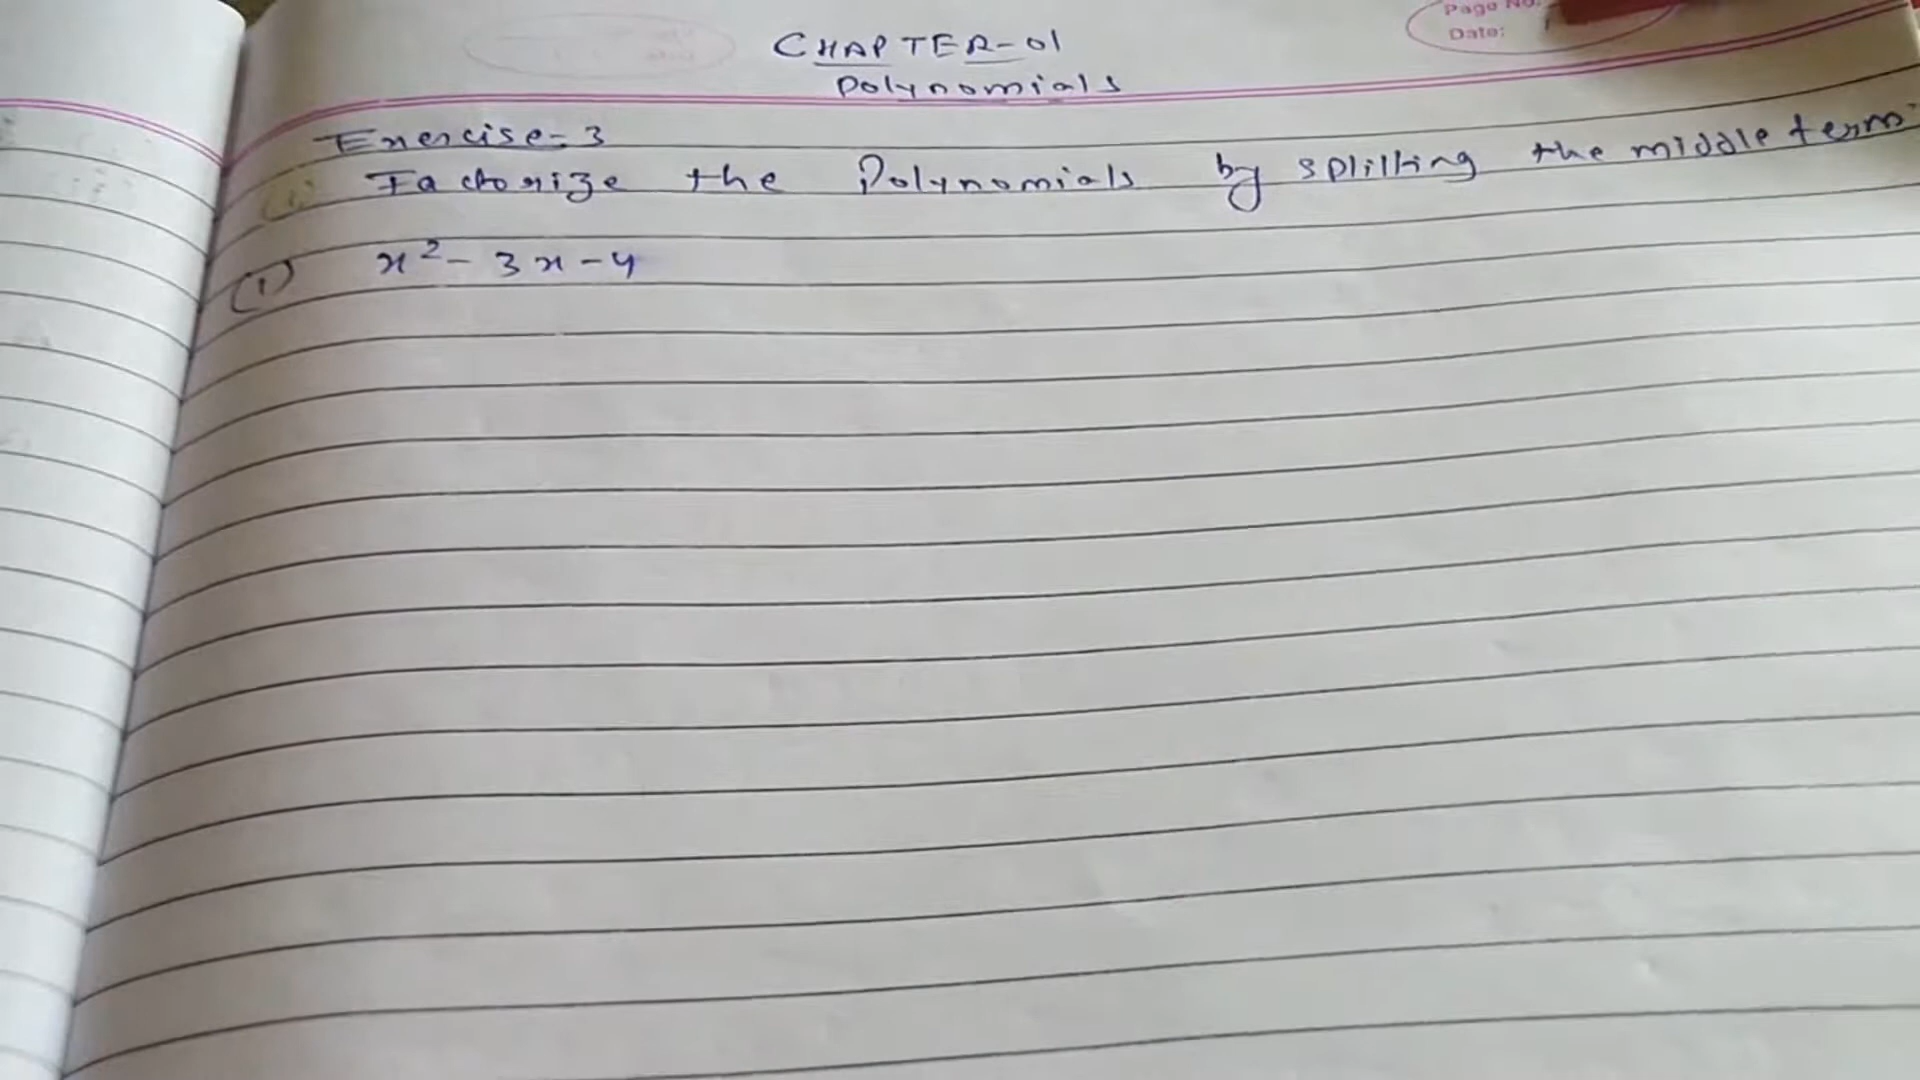 Page No.
Date:
CHAPTER-01
Polynomials
Exercise-3
Factorize the Polynomials by splitting the middle term
(1) x² - 3x - 4